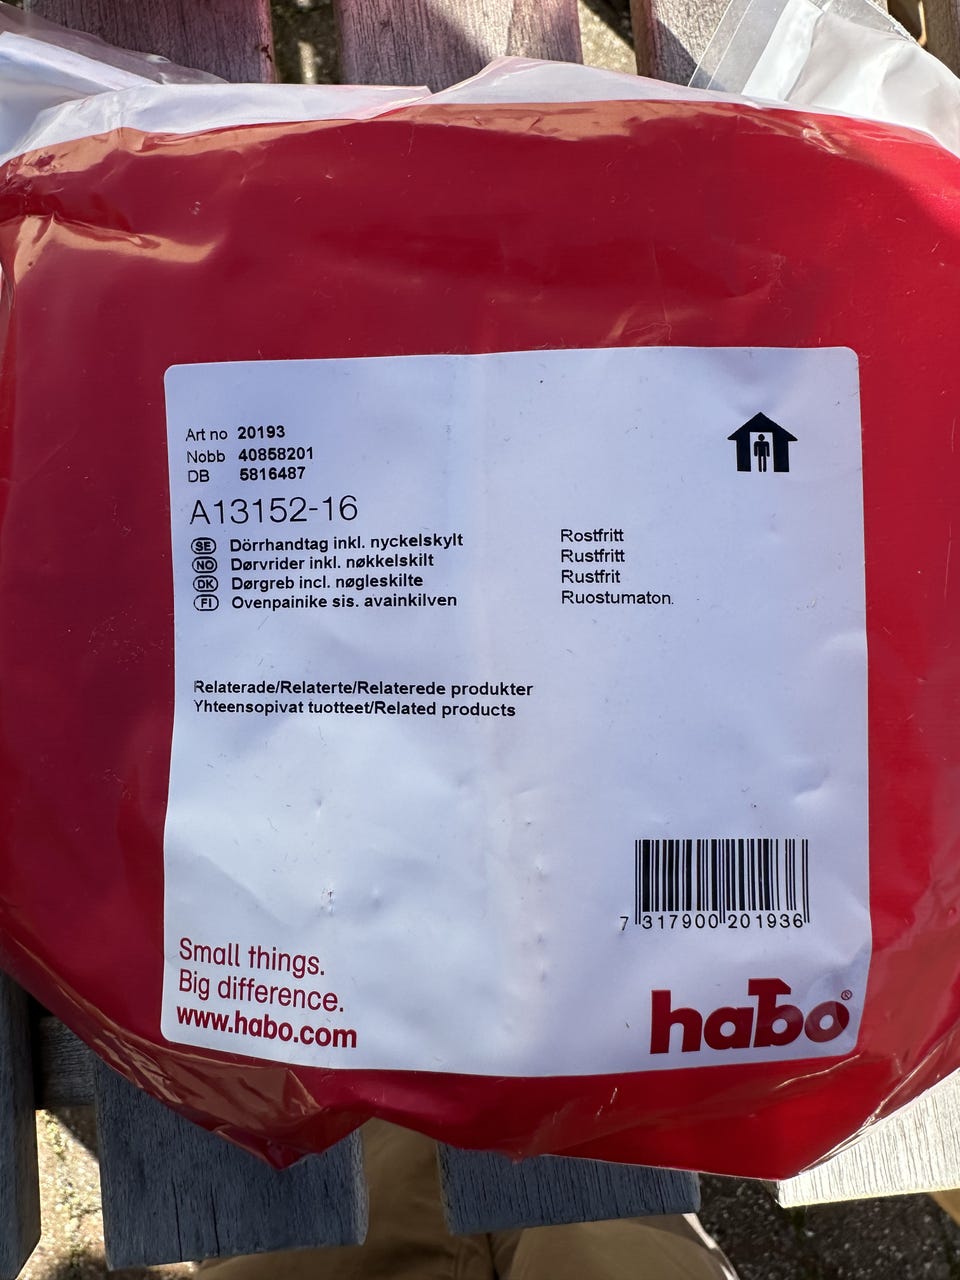 Art no 20193
Nobb 40858201
DB 5816487
A13152-16
SE Dörrhandtag inkl. nyckelskylt Rostfritt
NO Dørvrider inkl. nøkkelskilt Rustfritt
DK Dørgreb incl. nøgleskilte Rustfrit
FI Ovenpainike sis. avainkilven Ruostumaton.
Relaterade/Relaterte/Relaterede produkter
Yhteensopivat tuotteet/Related products
7 317900 201936
Small things.
Big difference.
www.habo.com
habo®